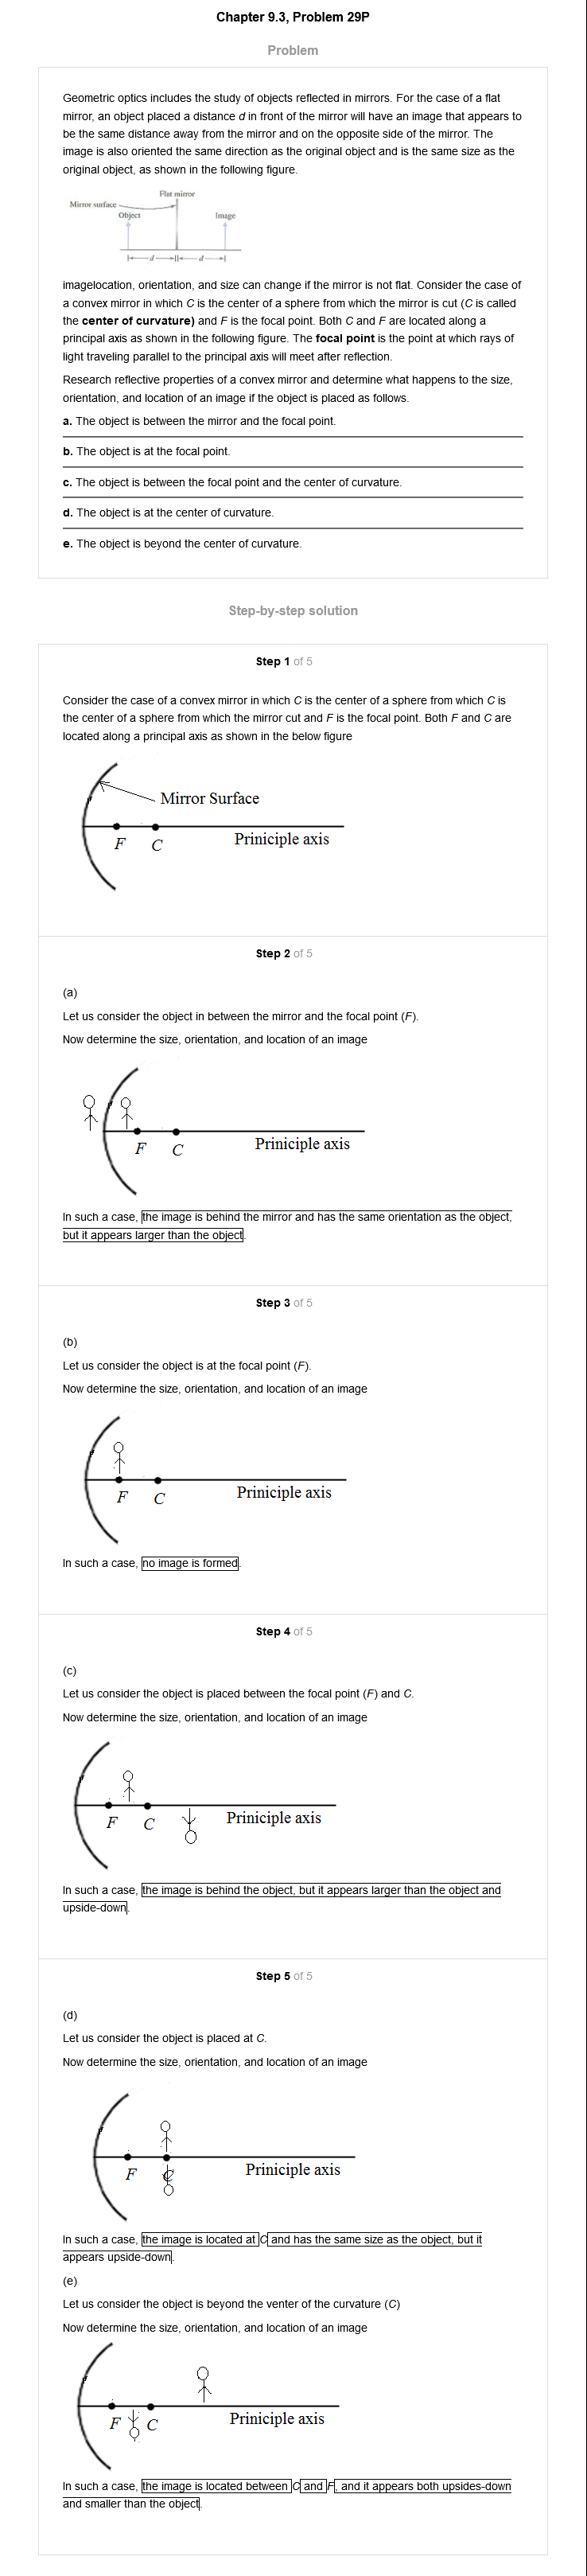 Chapter 9.3, Problem 29P
Problem
Geometric optics includes the study of objects reflected in mirrors. For the case of a flat
mirror, an object placed a distance d in front of the mirror will have an image that appears to
be the same distance away from the mirror and on the opposite side of the mirror. The
image is also oriented the same direction as the original object and is the same size as the
original object, as shown in the following figure.
Flat mirror
Mirror surface
Object
Image
d
d
imagelocation, orientation, and size can change if the mirror is not flat. Consider the case of
a convex mirror in which C is the center of a sphere from which the mirror is cut (C is called
the center of curvature) and F is the focal point. Both C and F are located along a
principal axis as shown in the following figure. The focal point is the point at which rays of
light traveling parallel to the principal axis will meet after reflection.
Research reflective properties of a convex mirror and determine what happens to the size,
orientation, and location of an image if the object is placed as follows.
a. The object is between the mirror and the focal point.
b. The object is at the focal point.
c. The object is between the focal point and the center of curvature.
d. The object is at the center of curvature.
e. The object is beyond the center of curvature.
Step-by-step solution
Step 1 of 5
Consider the case of a convex mirror in which C is the center of a sphere from which C is
the center of a sphere from which the mirror cut and F is the focal point. Both F and C are
located along a principal axis as shown in the below figure
Mirror Surface
F
C
Priniciple axis
Step 2 of 5
(a)
Let us consider the object in between the mirror and the focal point (F).
Now determine the size, orientation, and location of an image
F
C
Priniciple axis
In such a case, the image is behind the mirror and has the same orientation as the object,
but it appears larger than the object.
Step 3 of 5
(b)
Let us consider the object is at the focal point (F).
Now determine the size, orientation, and location of an image
F
C
Priniciple axis
In such a case, no image is formed.
Step 4 of 5
(c)
Let us consider the object is placed between the focal point (F) and C.
Now determine the size, orientation, and location of an image
F
C
Priniciple axis
In such a case, the image is behind the object, but it appears larger than the object and
upside-down.
Step 5 of 5
(d)
Let us consider the object is placed at C.
Now determine the size, orientation, and location of an image
F
C
Priniciple axis
In such a case, the image is located at C and has the same size as the object, but it
appears upside-down.
(e)
Let us consider the object is beyond the venter of the curvature (C)
Now determine the size, orientation, and location of an image
F
C
Priniciple axis
In such a case, the image is located between C and F, and it appears both upsides-down
and smaller than the object.